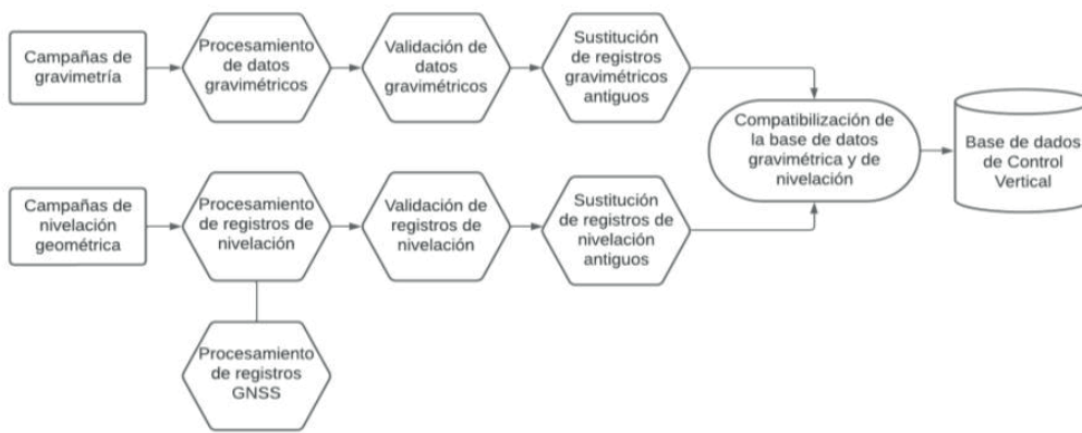 Campañas de
gravimetría
Procesamiento
de datos
gravimétricos
Validación de
datos
gravimétricos
Sustitución
de registros
gravimétricos
antiguos
Compatibilización de
la base de datos
gravimétrica y de
nivelación
Base de dados
de Control
Vertical
Campañas de
nivelación
geométrica
Procesamiento
de registros de
nivelación
Validación de
registros de
nivelación
Sustitución
de registros de
nivelación
antiguos
Procesamiento
de registros
GNSS